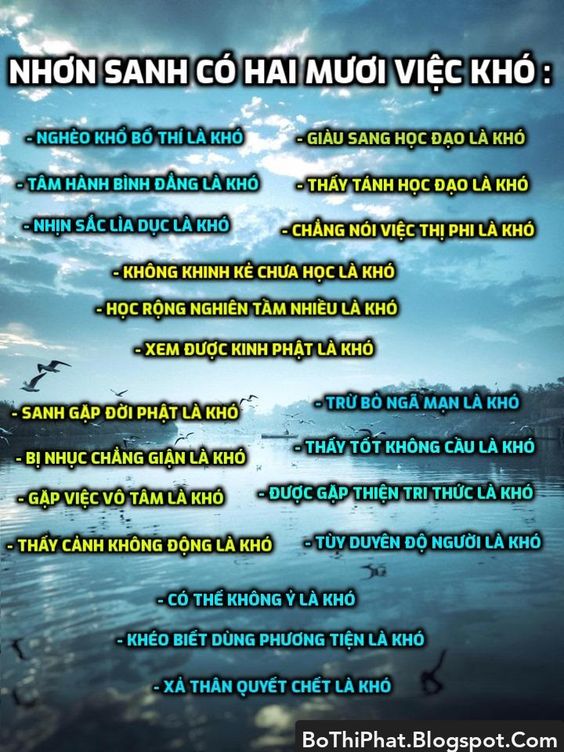 NHƠN SANH CÓ HAI MƯƠI VIỆC KHÓ :
- NGHÈO KHỔ BỐ THÍ LÀ KHÓ
- GIÀU SANG HỌC ĐẠO LÀ KHÓ
- TÂM HÀNH BÌNH ĐẲNG LÀ KHÓ
- THẤY TÁNH HỌC ĐẠO LÀ KHÓ
- NHỊN SẮC LÌA DỤC LÀ KHÓ
- CHẲNG NÓI VIỆC THỊ PHI LÀ KHÓ
- KHÔNG KHINH KẺ CHƯA HỌC LÀ KHÓ
- HỌC RỘNG NGHIÊN TẦM NHIỀU LÀ KHÓ
- XEM ĐƯỢC KINH PHẬT LÀ KHÓ
- SANH GẶP ĐỜI PHẬT LÀ KHÓ
- TRỪ BỎ NGÃ MẠN LÀ KHÓ
- BỊ NHỤC CHẲNG GIẬN LÀ KHÓ
- THẤY TỐT KHÔNG CẦU LÀ KHÓ
- GẶP VIỆC VÔ TÂM LÀ KHÓ
- ĐƯỢC GẶP THIỆN TRI THỨC LÀ KHÓ
- THẤY CẢNH KHÔNG ĐỘNG LÀ KHÓ
- TÙY DUYÊN ĐỘ NGƯỜI LÀ KHÓ
- CÓ THẾ KHÔNG Ỷ LÀ KHÓ
- KHÉO BIẾT DÙNG PHƯƠNG TIỆN LÀ KHÓ
- XẢ THÂN QUYẾT CHẾT LÀ KHÓ
BoThiPhat.Blogspot.Com